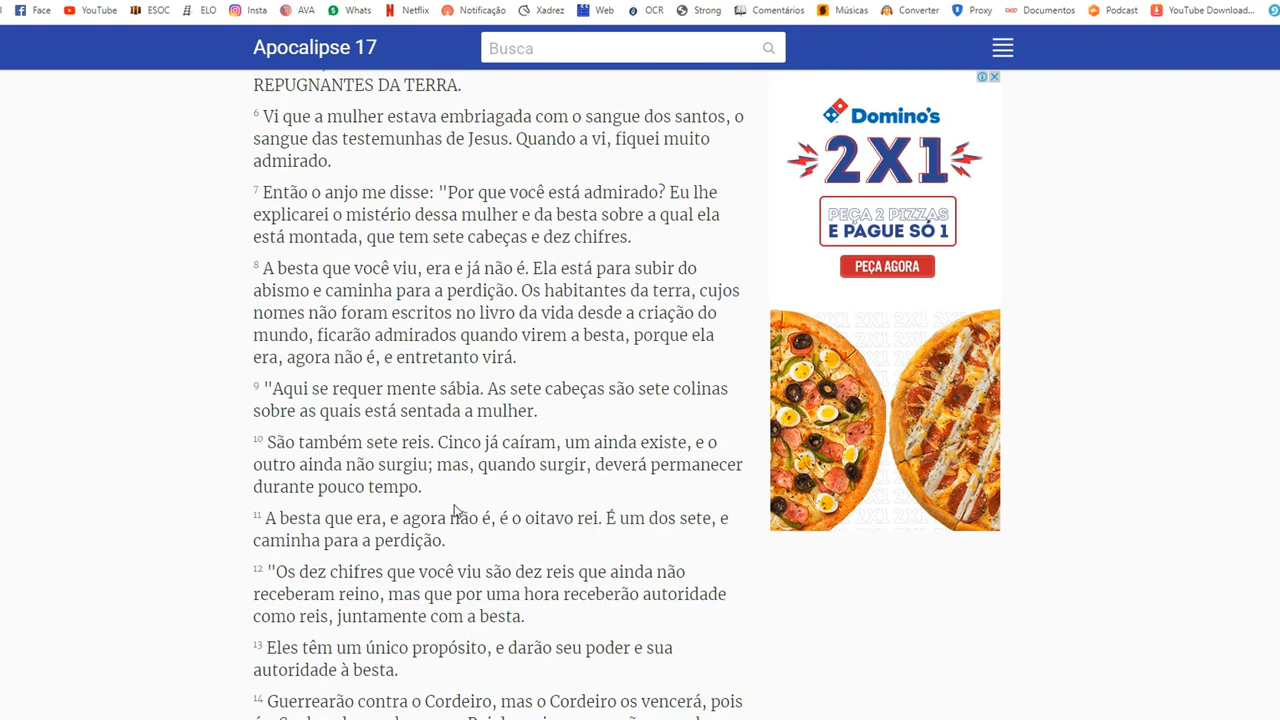 Face YouTube ESOC ELO Insta AVA Whats Netflix Notificação Xadrez Web OCR Strong Comentários Músicas Converter Proxy Documentos Podcast YouTube Download...
Apocalipse 17
Busca
REPUGNANTES DA TERRA.
6 Vi que a mulher estava embriagada com o sangue dos santos, o
sangue das testemunhas de Jesus. Quando a vi, fiquei muito
admirado.
7 Então o anjo me disse: "Por que você está admirado? Eu lhe
explicarei o mistério dessa mulher e da besta sobre a qual ela
está montada, que tem sete cabeças e dez chifres.
8 A besta que você viu, era e já não é. Ela está para subir do
abismo e caminha para a perdição. Os habitantes da terra, cujos
nomes não foram escritos no livro da vida desde a criação do
mundo, ficarão admirados quando virem a besta, porque ela
era, agora não é, e entretanto virá.
9 "Aqui se requer mente sábia. As sete cabeças são sete colinas
sobre as quais está sentada a mulher.
10 São também sete reis. Cinco já caíram, um ainda existe, e o
outro ainda não surgiu; mas, quando surgir, deverá permanecer
durante pouco tempo.
11 A besta que era, e agora não é, é o oitavo rei. É um dos sete, e
caminha para a perdição.
12 "Os dez chifres que você viu são dez reis que ainda não
receberam reino, mas que por uma hora receberão autoridade
como reis, juntamente com a besta.
13 Eles têm um único propósito, e darão seu poder e sua
autoridade à besta.
14 Guerrearão contra o Cordeiro, mas o Cordeiro os vencerá, pois
Domino's
2X1
PEÇA 2 PIZZAS
E PAGUE SÓ 1
PEÇA AGORA